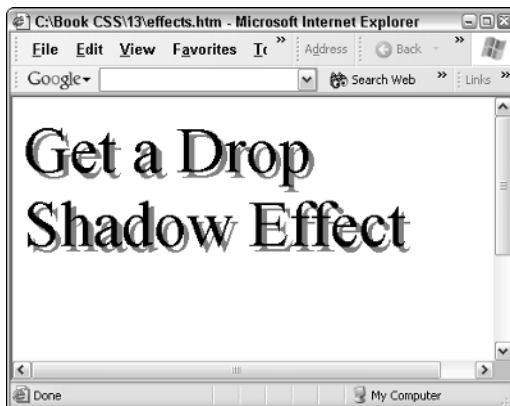 C:\Book CSS\13\effects.htm - Microsoft Internet Explorer
File Edit View Favorites To » Address Back »
Google Search Web » Links »
Get a Drop
Shadow Effect
Done My Computer